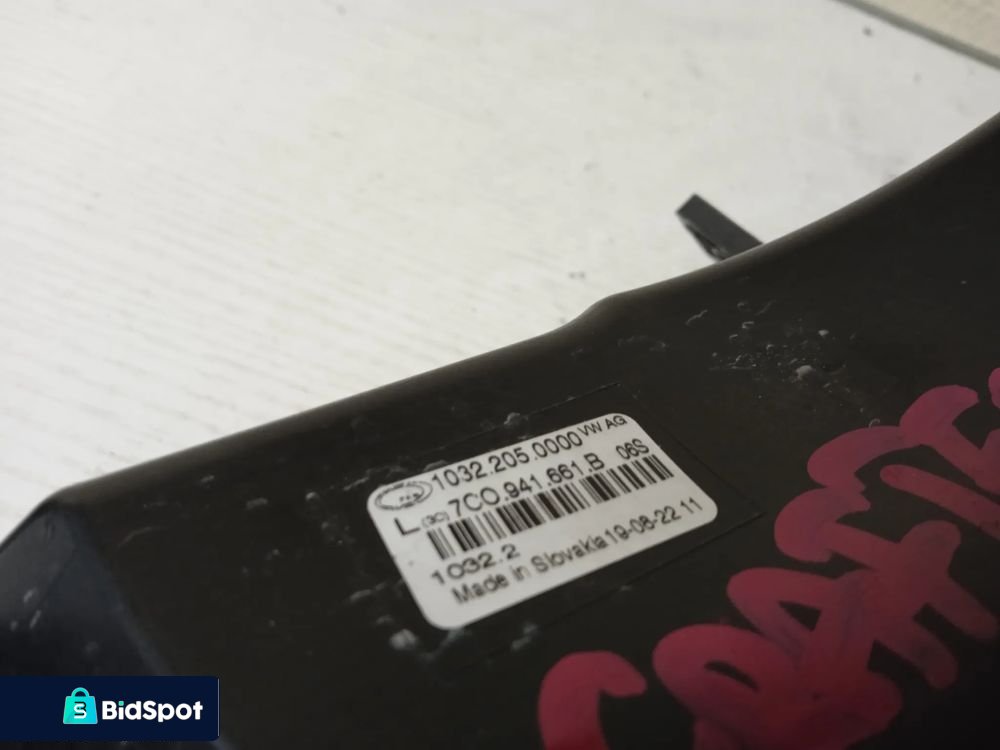 1032.205.0000 VW AG
L (3C) 7C0.941.661.B 06S
1032.2
Made in Slovakia 19-08-22 11
CRAFTER
BidSpot